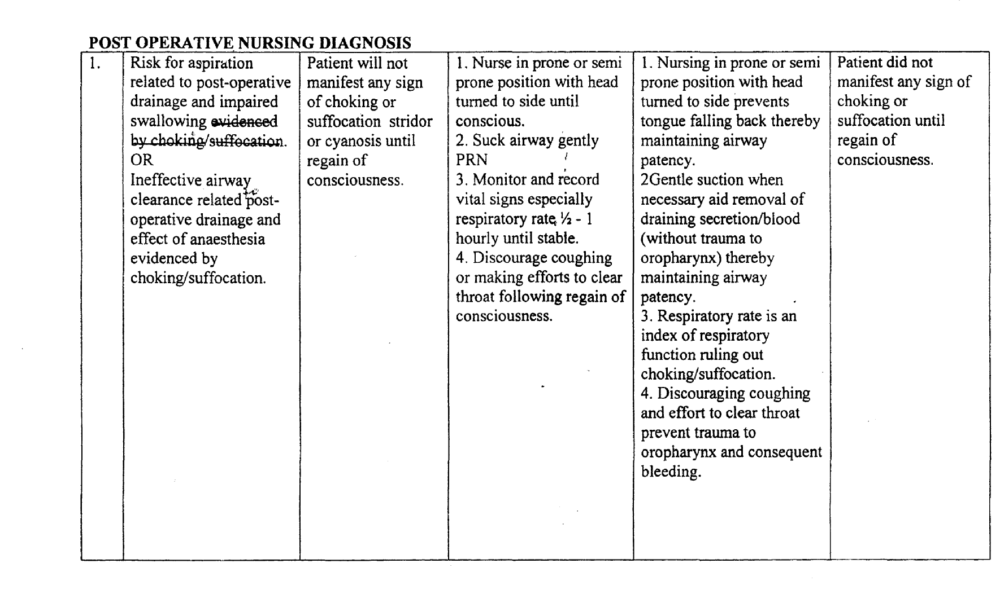 POST OPERATIVE NURSING DIAGNOSIS
1.
Risk for aspiration
related to post-operative
drainage and impaired
swallowing evidenced
by choking/suffocation.
OR
Ineffective airway
clearance related to post-
operative drainage and
effect of anaesthesia
evidenced by
choking/suffocation.
Patient will not
manifest any sign
of choking or
suffocation stridor
or cyanosis until
regain of
consciousness.
1. Nurse in prone or semi
prone position with head
turned to side until
conscious.
2. Suck airway gently
PRN
3. Monitor and record
vital signs especially
respiratory rate, ½ - 1
hourly until stable.
4. Discourage coughing
or making efforts to clear
throat following regain of
consciousness.
1. Nursing in prone or semi
prone position with head
turned to side prevents
tongue falling back thereby
maintaining airway
patency.
2Gentle suction when
necessary aid removal of
draining secretion/blood
(without trauma to
oropharynx) thereby
maintaining airway
patency.
3. Respiratory rate is an
index of respiratory
function ruling out
choking/suffocation.
4. Discouraging coughing
and effort to clear throat
prevent trauma to
oropharynx and consequent
bleeding.
Patient did not
manifest any sign of
choking or
suffocation until
regain of
consciousness.